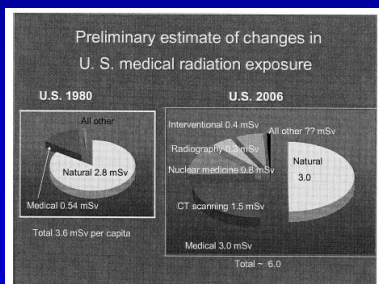 Preliminary estimate of changes in
U. S. medical radiation exposure
U.S. 1980
All other
Natural 2.8 mSv
Medical 0.54 mSv
Total 3.6 mSv per capita
U.S. 2006
Interventional 0.4 mSv
All other ?? mSv
Radiography 0.3 mSv
Natural
3.0
Nuclear medicine 0.8 mSv
CT scanning 1.5 mSv
Medical 3.0 mSv
Total ~ 6.0